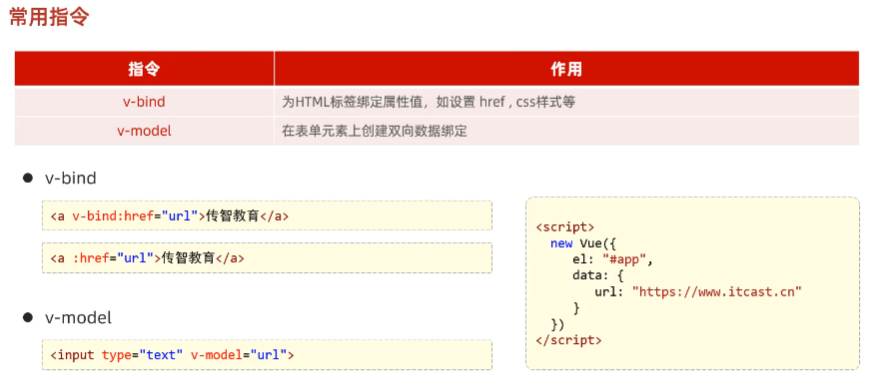 常用指令
指令 作用
v-bind 为HTML标签绑定属性值，如设置 href , css样式等
v-model 在表单元素上创建双向数据绑定
● v-bind
<a v-bind:href="url">传智教育</a>
<a :href="url">传智教育</a>
● v-model
<input type="text" v-model="url">
<script>
new Vue({
el: "#app",
data: {
url: "https://www.itcast.cn"
}
})
</script>